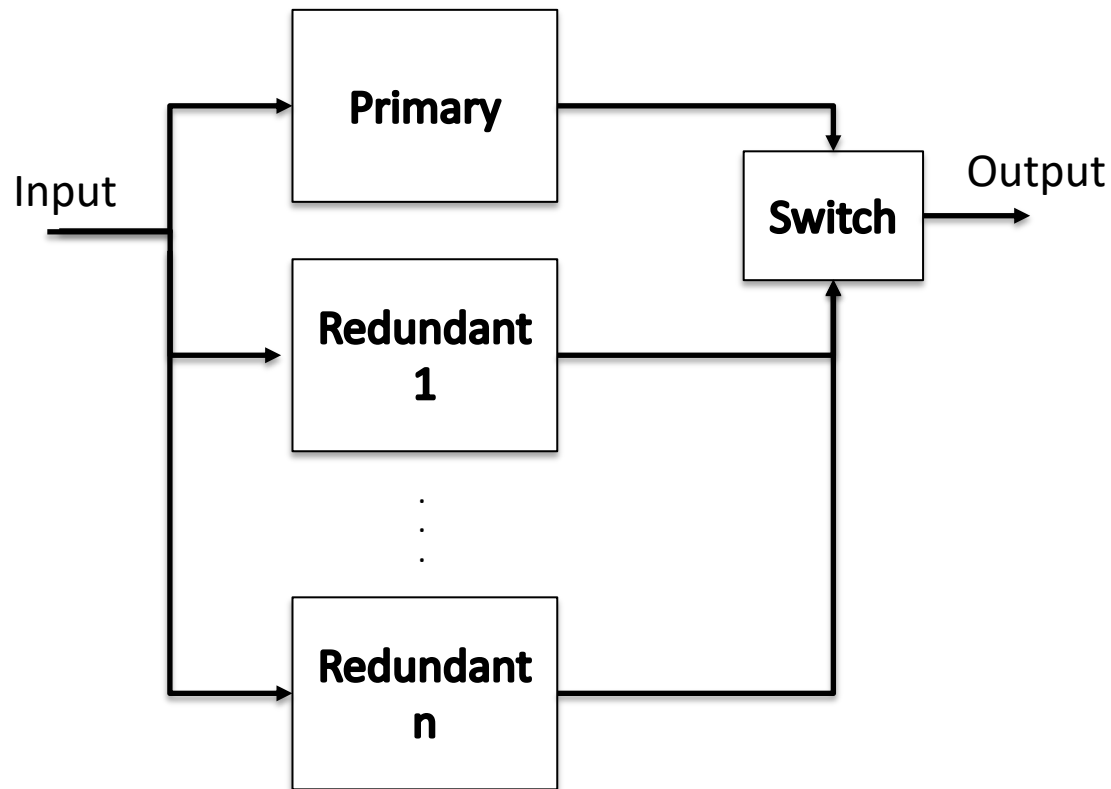 Primary
Input
Output
Switch
Redundant
1
.
.
.
Redundant
n